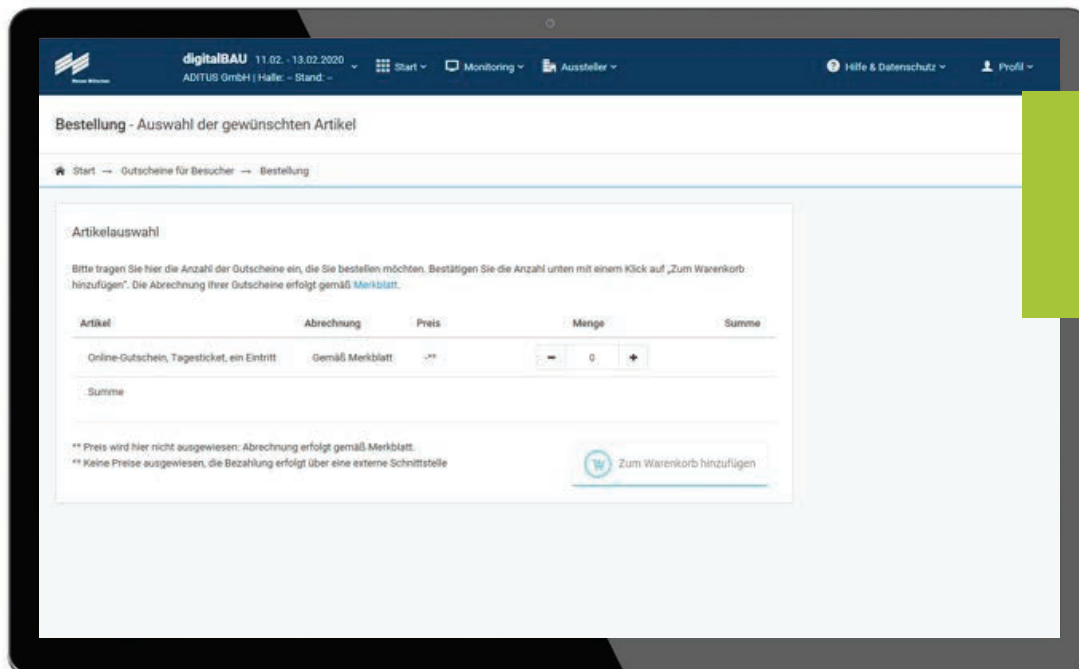 digitalBAU 11.02. - 13.02.2020
ADITUS GmbH | Halle: – Stand: –
Start
Monitoring
Aussteller
Hilfe & Datenschutz
Profil
Messe München
Bestellung - Auswahl der gewünschten Artikel
Start → Gutscheine für Besucher → Bestellung
Artikelauswahl
Bitte tragen Sie hier die Anzahl der Gutscheine ein, die Sie bestellen möchten. Bestätigen Sie die Anzahl unten mit einem Klick auf „Zum Warenkorb
hinzufügen". Die Abrechnung Ihrer Gutscheine erfolgt gemäß Merkblatt.
Artikel Abrechnung Preis Menge Summe
Online-Gutschein, Tagesticket, ein Eintritt Gemäß Merkblatt -** − 0 +
Summe
** Preis wird hier nicht ausgewiesen: Abrechnung erfolgt gemäß Merkblatt.
** Keine Preise ausgewiesen, die Bezahlung erfolgt über eine externe Schnittstelle
Zum Warenkorb hinzufügen